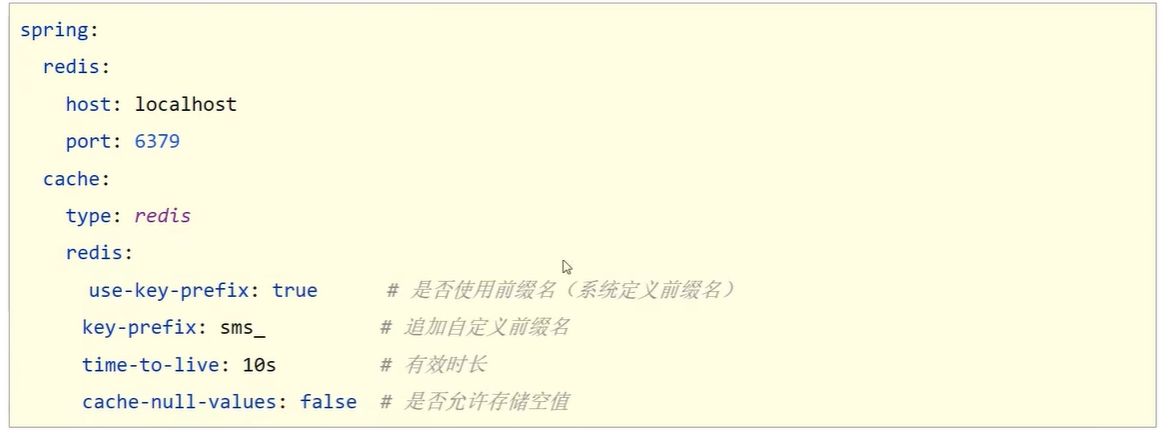 spring:
  redis:
    host: localhost
    port: 6379
  cache:
    type: redis
    redis:
      use-key-prefix: true      # 是否使用前缀名（系统定义前缀名）
      key-prefix: sms_          # 追加自定义前缀名
      time-to-live: 10s         # 有效时长
      cache-null-values: false  # 是否允许存储空值